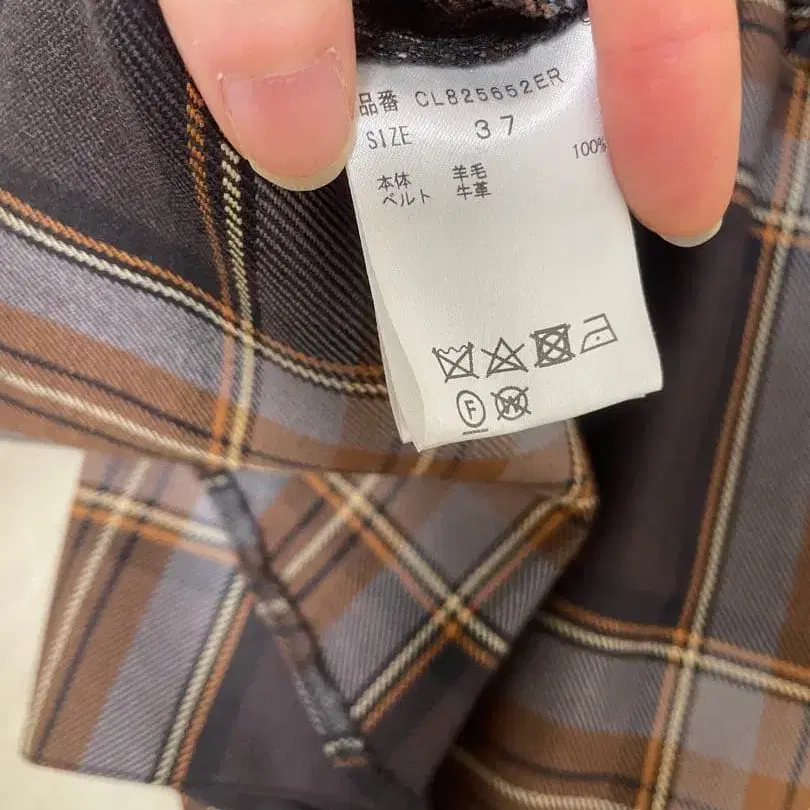 品番 CL825652ER
SIZE 37
本体 羊毛 100%
ベルト 牛革
F
W